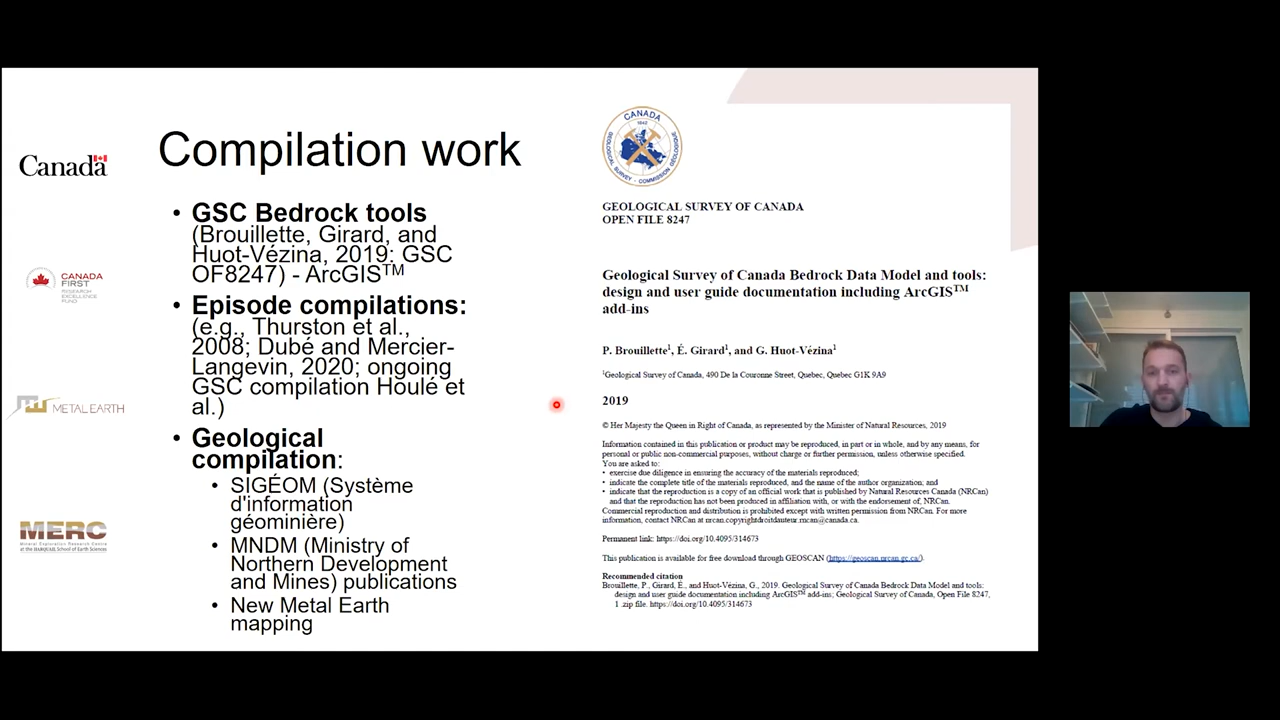 Compilation work
Canada
CANADA
FIRST
RESEARCH
EXCELLENCE
FUND
METAL EARTH
MERC
Mineral Exploration Research Centre
at the HARQUAIL School of Earth Sciences
• GSC Bedrock tools
(Brouillette, Girard, and
Huot-Vézina, 2019: GSC
OF8247) - ArcGIS™
• Episode compilations:
(e.g., Thurston et al.,
2008; Dubé and Mercier-
Langevin, 2020; ongoing
GSC compilation Houlé et
al.)
• Geological
compilation:
• SIGÉOM (Système
d'information
géominière)
• MNDM (Ministry of
Northern Development
and Mines) publications
• New Metal Earth
mapping
CANADA
1842
GEOLOGICAL SURVEY - COMMISSION GÉOLOGIQUE
GEOLOGICAL SURVEY OF CANADA
OPEN FILE 8247
Geological Survey of Canada Bedrock Data Model and tools:
design and user guide documentation including ArcGIS™
add-ins
P. Brouillette¹, É. Girard¹, and G. Huot-Vézina¹
¹Geological Survey of Canada, 490 De la Couronne Street, Quebec, Quebec G1K 9A9
2019
© Her Majesty the Queen in Right of Canada, as represented by the Minister of Natural Resources, 2019
Information contained in this publication or product may be reproduced, in part or in whole, and by any means, for
personal or public non-commercial purposes, without charge or further permission, unless otherwise specified.
You are asked to:
• exercise due diligence in ensuring the accuracy of the materials reproduced;
• indicate the complete title of the materials reproduced, and the name of the author organization; and
• indicate that the reproduction is a copy of an official work that is published by Natural Resources Canada (NRCan)
and that the reproduction has not been produced in affiliation with, or with the endorsement of, NRCan.
Commercial reproduction and distribution is prohibited except with written permission from NRCan. For more
information, contact NRCan at nrcan.copyrightdroitdauteur.rncan@canada.ca.
Permanent link: https://doi.org/10.4095/314673
This publication is available for free download through GEOSCAN (https://geoscan.nrcan.gc.ca/).
Recommended citation
Brouillette, P., Girard, É., and Huot-Vézina, G., 2019. Geological Survey of Canada Bedrock Data Model and tools:
design and user guide documentation including ArcGIS™ add-ins; Geological Survey of Canada, Open File 8247,
1 .zip file. https://doi.org/10.4095/314673